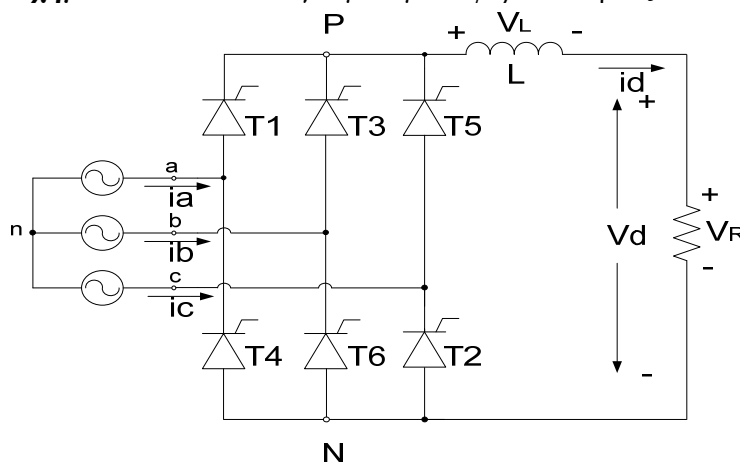 P
+ VL -
L
id
+
T1 T3 T5
a
ia
+
n
b
ib
Vd
VR
-
c
ic
T4 T6 T2
-
N